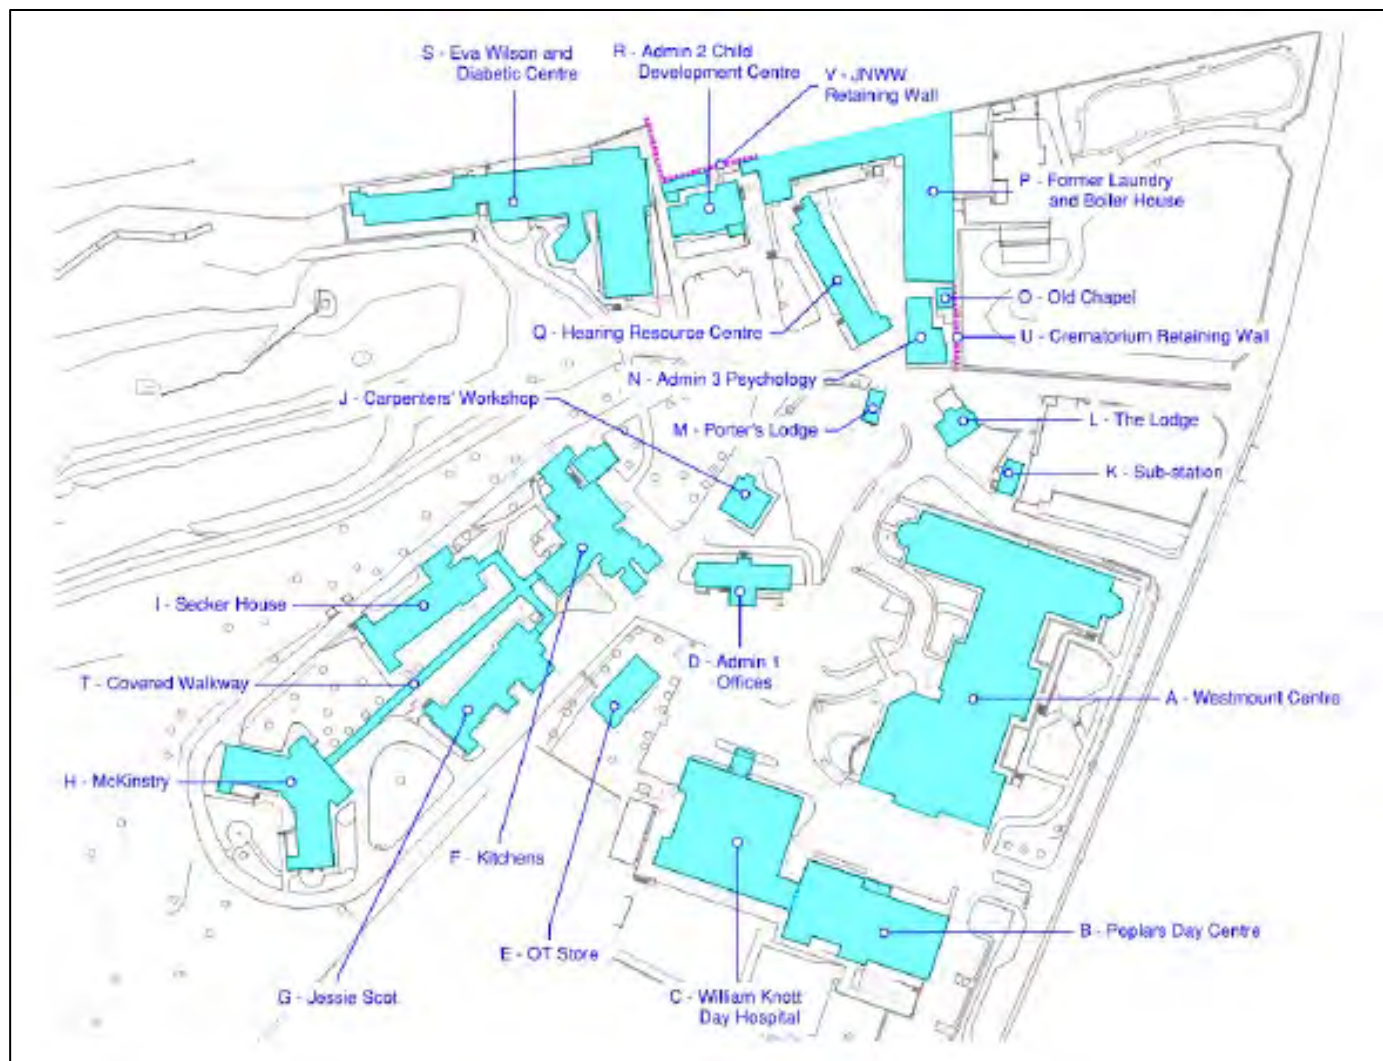 S - Eva Wilson and
Diabetic Centre
R - Admin 2 Child
Development Centre
V - JNWW
Retaining Wall
P - Former Laundry
and Boiler House
O - Old Chapel
Q - Hearing Resource Centre
U - Crematorium Retaining Wall
N - Admin 3 Psychology
J - Carpenters' Workshop
M - Porter's Lodge
L - The Lodge
K - Sub-station
I - Secker House
D - Admin 1
Offices
T - Covered Walkway
A - Westmount Centre
H - McKinstry
F - Kitchens
B - Poplars Day Centre
E - OT Store
G - Jessie Scot
C - William Knott
Day Hospital